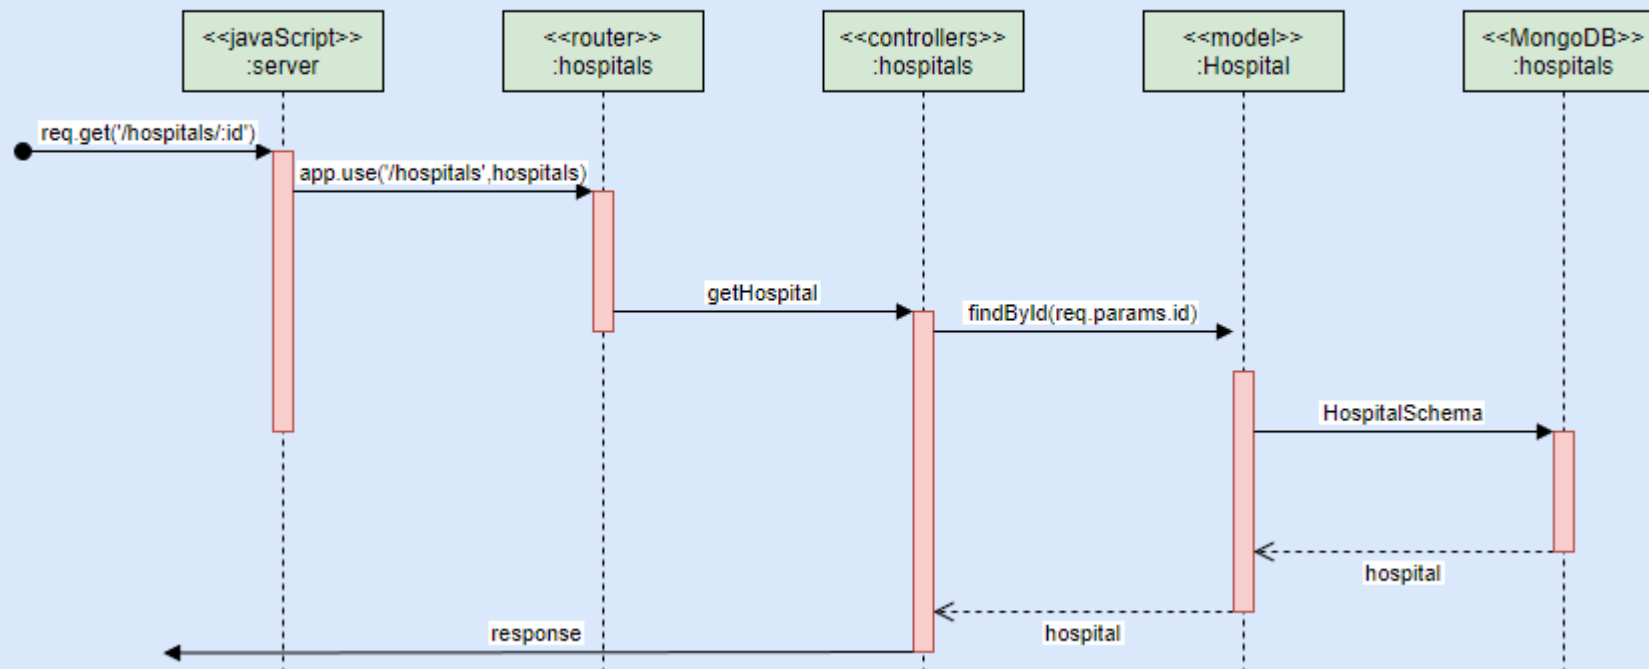 <<javaScript>>
:server
<<router>>
:hospitals
<<controllers>>
:hospitals
<<model>>
:Hospital
<<MongoDB>>
:hospitals
req.get('/hospitals/:id')
app.use('/hospitals',hospitals)
getHospital
findById(req.params.id)
HospitalSchema
hospital
hospital
response